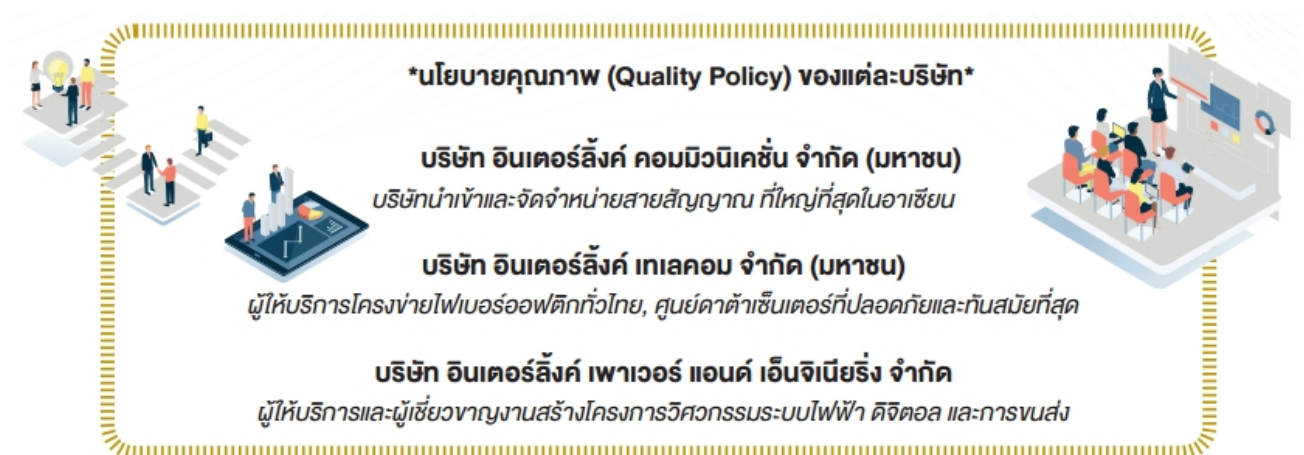 *นโยบายคุณภาพ (Quality Policy) ของแต่ละบริษัท*
บริษัท อินเตอร์ลิ้งค์ คอมมิวนิเคชั่น จำกัด (มหาชน)
บริษัทนำเข้าและจัดจำหน่ายสายสัญญาณ ที่ใหญ่ที่สุดในอาเซียน
บริษัท อินเตอร์ลิ้งค์ เทเลคอม จำกัด (มหาชน)
ผู้ให้บริการโครงข่ายไฟเบอร์ออฟติกทั่วไทย, ศูนย์ดาต้าเซ็นเตอร์ที่ปลอดภัยและทันสมัยที่สุด
บริษัท อินเตอร์ลิ้งค์ เพาเวอร์ แอนด์ เอ็นจิเนียริ่ง จำกัด
ผู้ให้บริการและผู้เชี่ยวชาญงานสร้างโครงการวิศวกรรมระบบไฟฟ้า ดิจิตอล และการขนส่ง